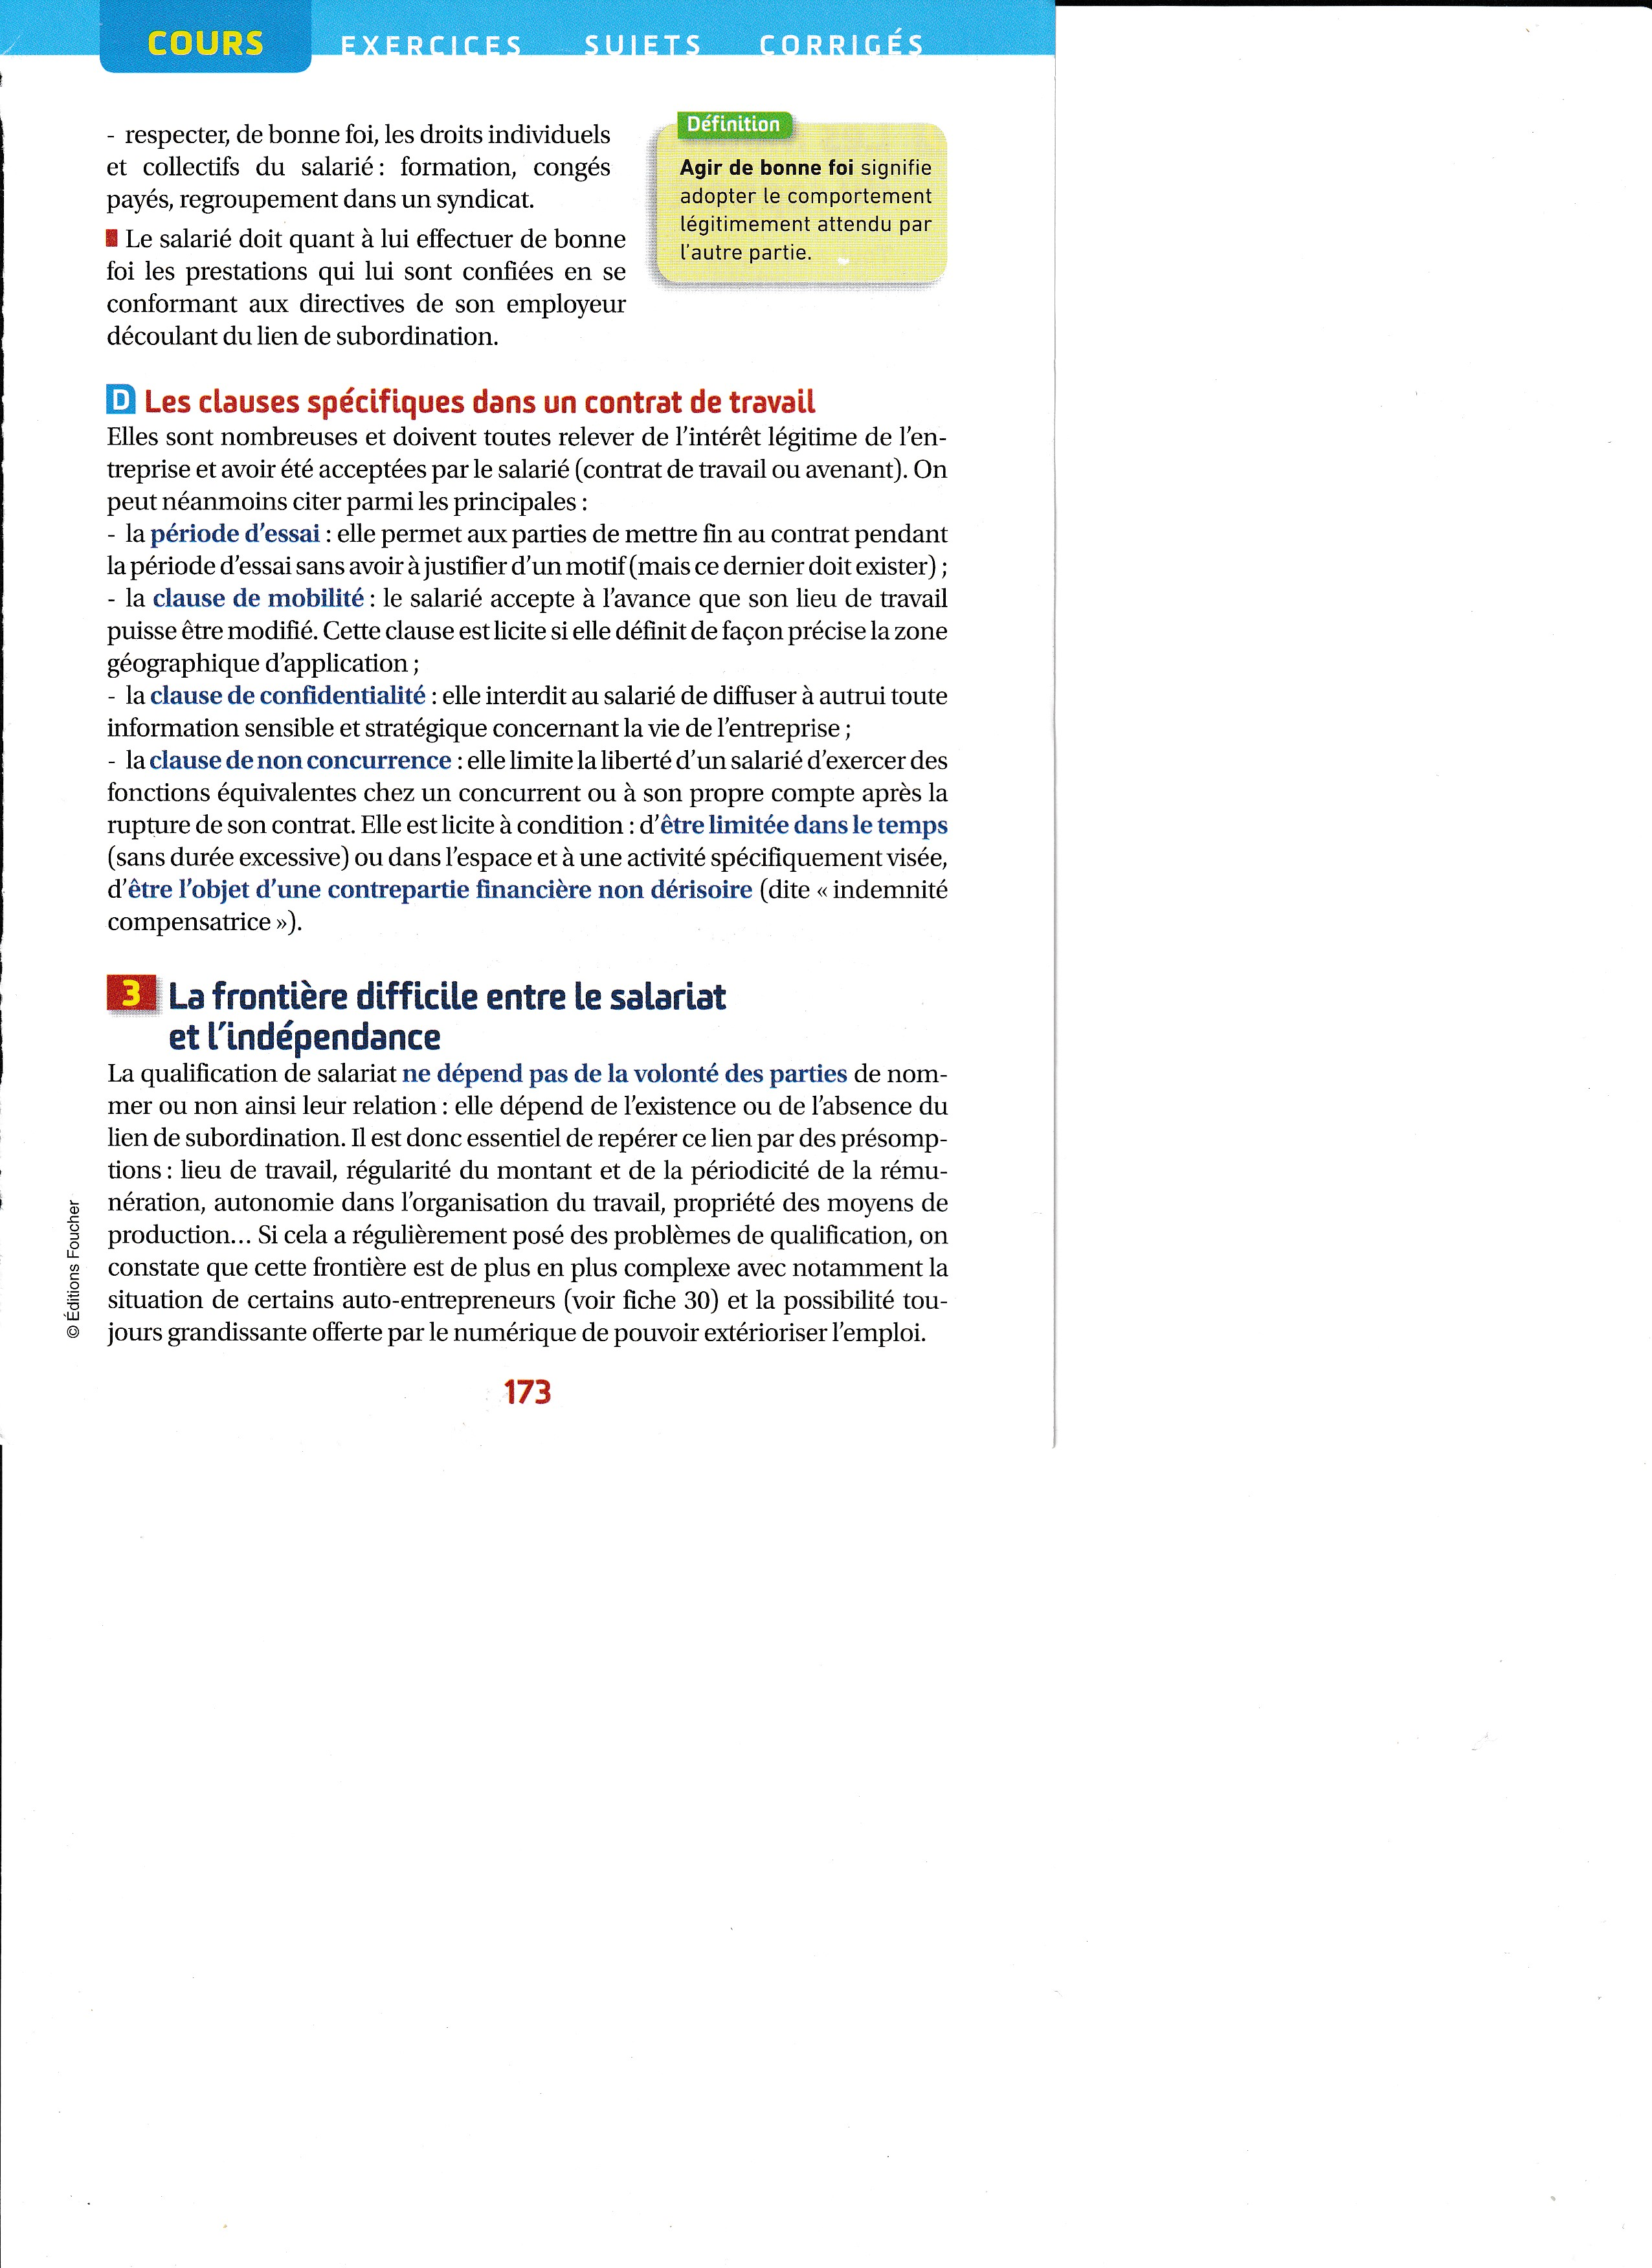 COURS EXERCICES SUJETS CORRIGÉS
- respecter, de bonne foi, les droits individuels
et collectifs du salarié : formation, congés
payés, regroupement dans un syndicat.
Le salarié doit quant à lui effectuer de bonne
foi les prestations qui lui sont confiées en se
conformant aux directives de son employeur
découlant du lien de subordination.
Définition
Agir de bonne foi signifie
adopter le comportement
légitimement attendu par
l'autre partie.
D Les clauses spécifiques dans un contrat de travail
Elles sont nombreuses et doivent toutes relever de l'intérêt légitime de l'en-
treprise et avoir été acceptées par le salarié (contrat de travail ou avenant). On
peut néanmoins citer parmi les principales :
- la période d'essai : elle permet aux parties de mettre fin au contrat pendant
la période d'essai sans avoir à justifier d'un motif (mais ce dernier doit exister) ;
- la clause de mobilité : le salarié accepte à l'avance que son lieu de travail
puisse être modifié. Cette clause est licite si elle définit de façon précise la zone
géographique d'application ;
- la clause de confidentialité : elle interdit au salarié de diffuser à autrui toute
information sensible et stratégique concernant la vie de l'entreprise ;
- la clause de non concurrence : elle limite la liberté d'un salarié d'exercer des
fonctions équivalentes chez un concurrent ou à son propre compte après la
rupture de son contrat. Elle est licite à condition : d'être limitée dans le temps
(sans durée excessive) ou dans l'espace et à une activité spécifiquement visée,
d'être l'objet d'une contrepartie financière non dérisoire (dite « indemnité
compensatrice »).
3 La frontière difficile entre le salariat
et l'indépendance
La qualification de salariat ne dépend pas de la volonté des parties de nom-
mer ou non ainsi leur relation : elle dépend de l'existence ou de l'absence du
lien de subordination. Il est donc essentiel de repérer ce lien par des présomp-
tions : lieu de travail, régularité du montant et de la périodicité de la rému-
nération, autonomie dans l'organisation du travail, propriété des moyens de
production... Si cela a régulièrement posé des problèmes de qualification, on
constate que cette frontière est de plus en plus complexe avec notamment la
situation de certains auto-entrepreneurs (voir fiche 30) et la possibilité tou-
jours grandissante offerte par le numérique de pouvoir extérioriser l'emploi.
© Éditions Foucher
173